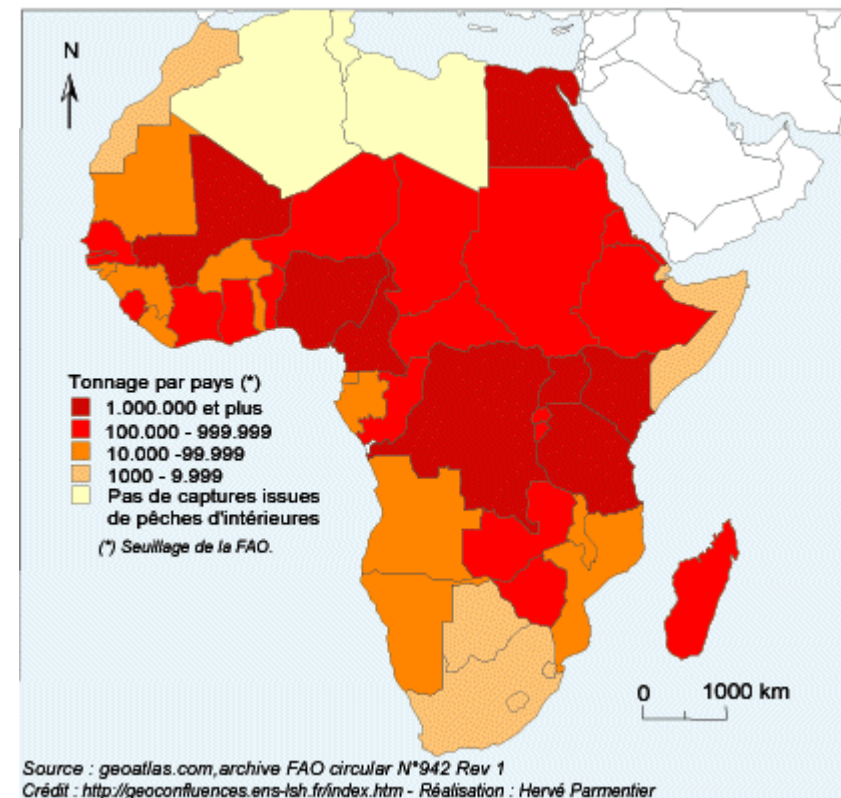 N
Tonnage par pays (*)
1.000.000 et plus
100.000 - 999.999
10.000 -99.999
1000 - 9.999
Pas de captures issues
de pêches d'intérieures
(*) Seuillage de la FAO.
0 1000 km
Source : geoatlas.com,archive FAO circular N°942 Rev 1
Crédit : http://geoconfluences.ens-lsh.fr/index.htm - Réalisation : Hervé Parmentier